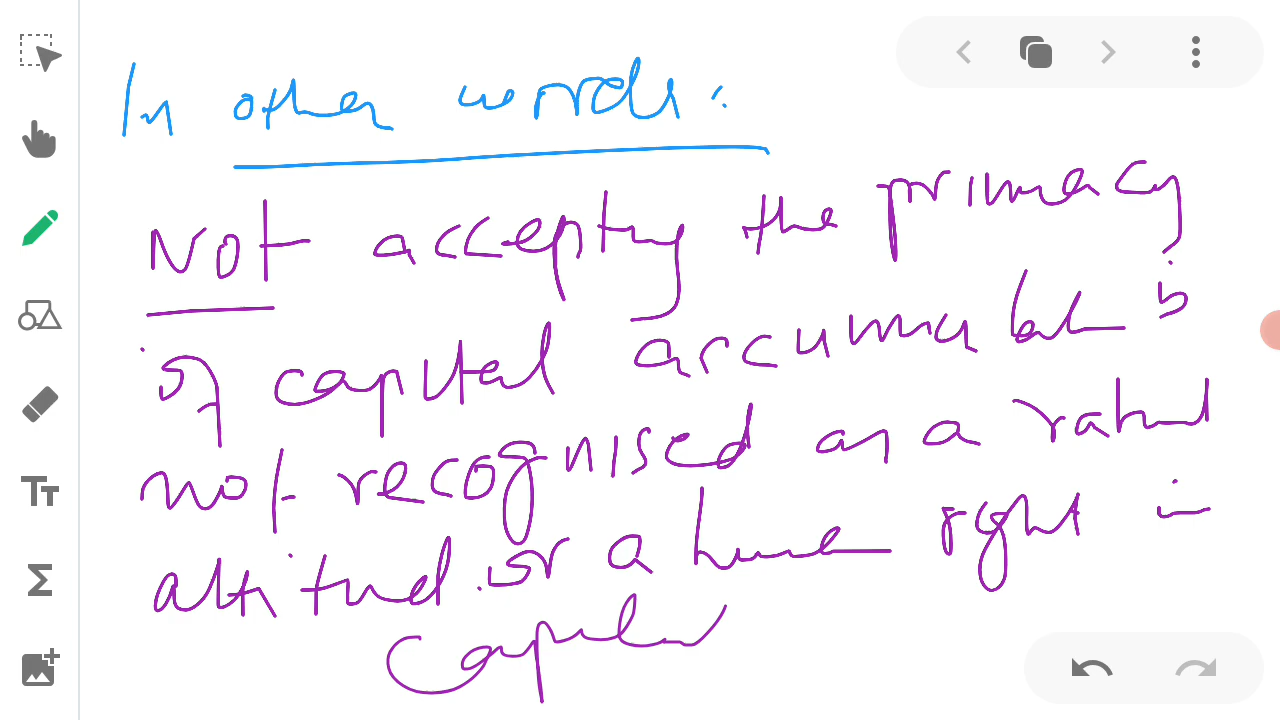 In other words:
Not accepting the primacy
of capital accumulation is
not recognised as a rational
attitude or a human right in
capitalism